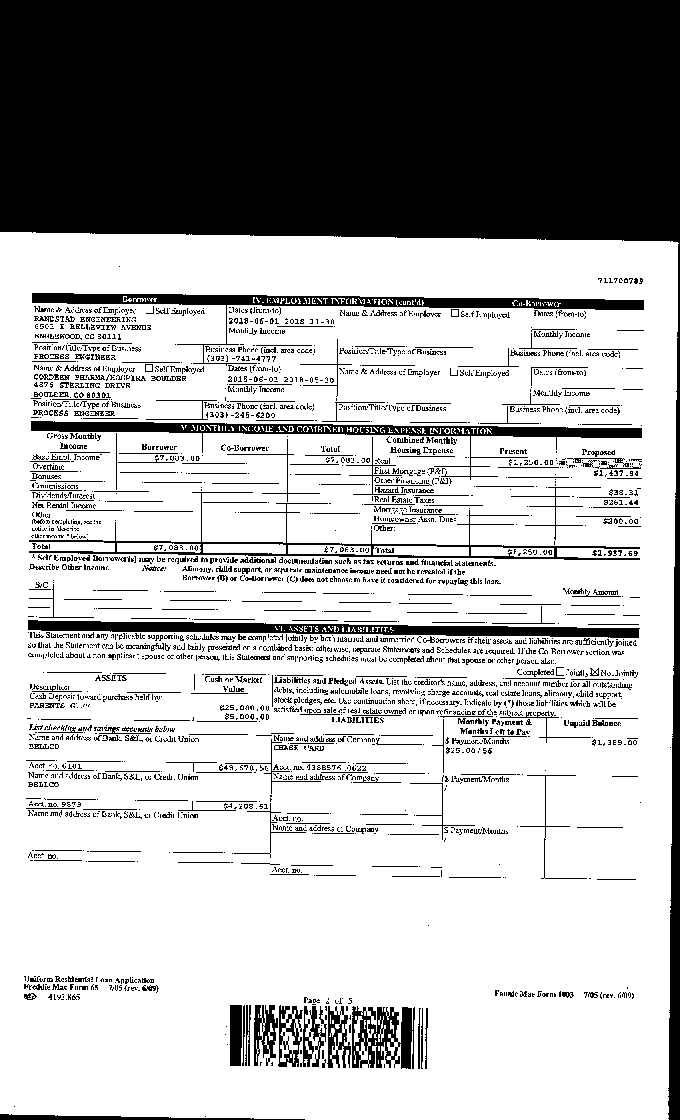 711700789
Borrower IV. EMPLOYMENT INFORMATION (cont'd) Co-Borrower
Name & Address of Employer Self Employed Dates (from-to) Name & Address of Employer Self Employed Dates (from-to)
RANDSTAD ENGINEERING 2018-06-01
BELLEVIEW AVENUE Monthly Income Monthly Income
ENGLEWOOD, CO 80111
Position/Title/Type of Business Business Phone (incl. area code) Position/Title/Type of Business Business Phone (incl. area code)
PROCESS ENGINEER (303)-741-4777
Name & Address of Employer Self Employed Dates (from-to) Name & Address of Employer Self Employed Dates (from-to)
BOULDER
STERLING DRIVE Monthly Income Monthly Income
BOULDER, CO 80301
Position/Title/Type of Business Business Phone (incl. area code) Position/Title/Type of Business Business Phone (incl. area code)
PROCESS ENGINEER (303)-245-6200
V. MONTHLY INCOME AND COMBINED HOUSING EXPENSE INFORMATION
Gross Monthly Income Borrower Co-Borrower Total Combined Monthly Housing Expense Present Proposed
Base Empl. Income* $7,083.00 $7,083.00 Rent $1,250.00
Overtime First Mortgage (P&I) $1,437.94
Bonuses Other Financing (P&I)
Commissions Hazard Insurance $38.31
Dividends/Interest Real Estate Taxes $261.44
Net Rental Income Mortgage Insurance
Other Homeowner Assn. Dues $200.00
(before completing, see the notice in "describe other income," below) Other:
Total $7,083.00 $7,083.00 Total $1,250.00 $1,937.69
* Self Employed Borrower(s) may be required to provide additional documentation such as tax returns and financial statements.
Describe Other Income Notice: Alimony, child support, or separate maintenance income need not be revealed if the
Borrower (B) or Co-Borrower (C) does not choose to have it considered for repaying this loan.
B/C Monthly Amount
VI. ASSETS AND LIABILITIES
This Statement and any applicable supporting schedules may be completed jointly by both married and unmarried Co-Borrowers if their assets and liabilities are sufficiently joined
so that the Statement can be meaningfully and fairly presented on a combined basis; otherwise, separate Statements and Schedules are required. If the Co-Borrower section was
completed about a non-applicant spouse or other person, this Statement and supporting schedules must be completed about that spouse or other person also.
Completed Jointly Not Jointly
ASSETS Cash or Market Value
Description
Cash Deposit toward purchase held by:
PARENTS $25,000.00
$5,000.00
Liabilities and Pledged Assets. List the creditor's name, address, and account number for all outstanding
debts, including automobile loans, revolving charge accounts, real estate loans, alimony, child support,
stock pledges, etc. Use continuation sheet, if necessary. Indicate by (*) those liabilities which will be
satisfied upon sale of real estate owned or upon refinancing of the subject property.
LIABILITIES Monthly Payment & Months Left to Pay Unpaid Balance
List checking and savings accounts below
Name and address of Bank, S&L, or Credit Union Name and address of Company $ Payment/Months $1,369.00
BELLCO CHASE CARD $25.00/56
Acct. no. 6101
Name and address of Bank, S&L, or Credit Union Name and address of Company $ Payment/Months
BELLCO /
Acct. no. 9573 $4,208.61 Acct. no.
Name and address of Bank, S&L, or Credit Union Name and address of Company $ Payment/Months
/
Acct. no. Acct. no.
Uniform Residential Loan Application
Freddie Mac Form 65 7/05 (rev. 6/09)
Page 2 of 5
Fannie Mae Form 1003 7/05 (rev. 6/09)